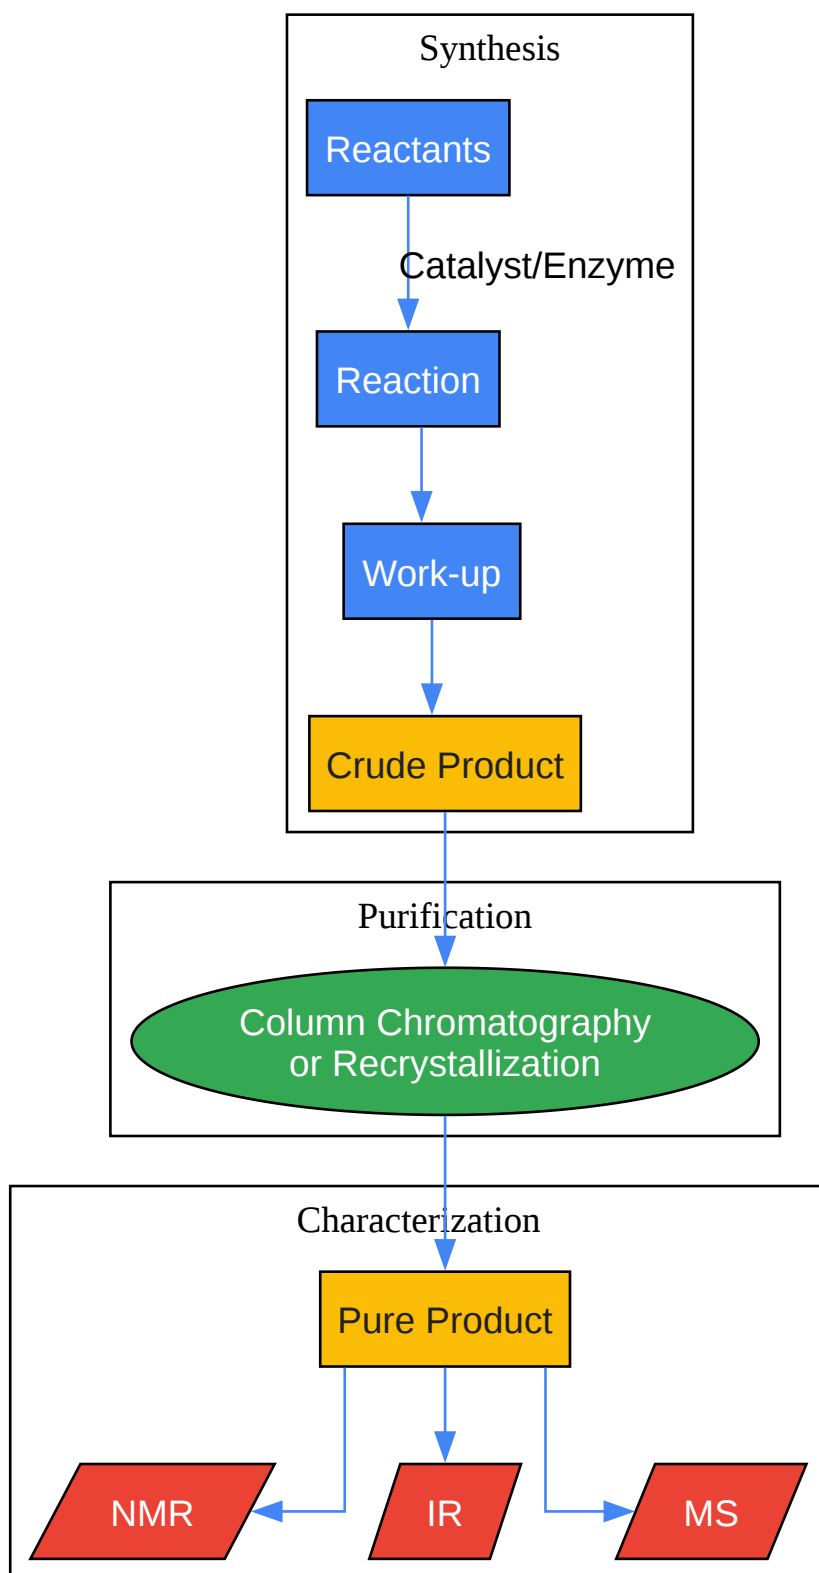 Synthesis
Reactants
Catalyst/Enzyme
Reaction
Work-up
Crude Product
Purification
Column Chromatography
or Recrystallization
Characterization
Pure Product
NMR
IR
MS